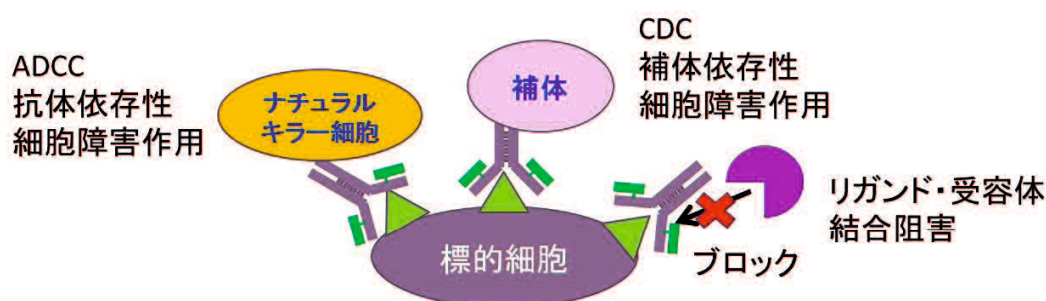 ADCC
抗体依存性
細胞障害作用
ナチュラル
キラー細胞
補体
CDC
補体依存性
細胞障害作用
リガンド・受容体
結合阻害
ブロック
標的細胞